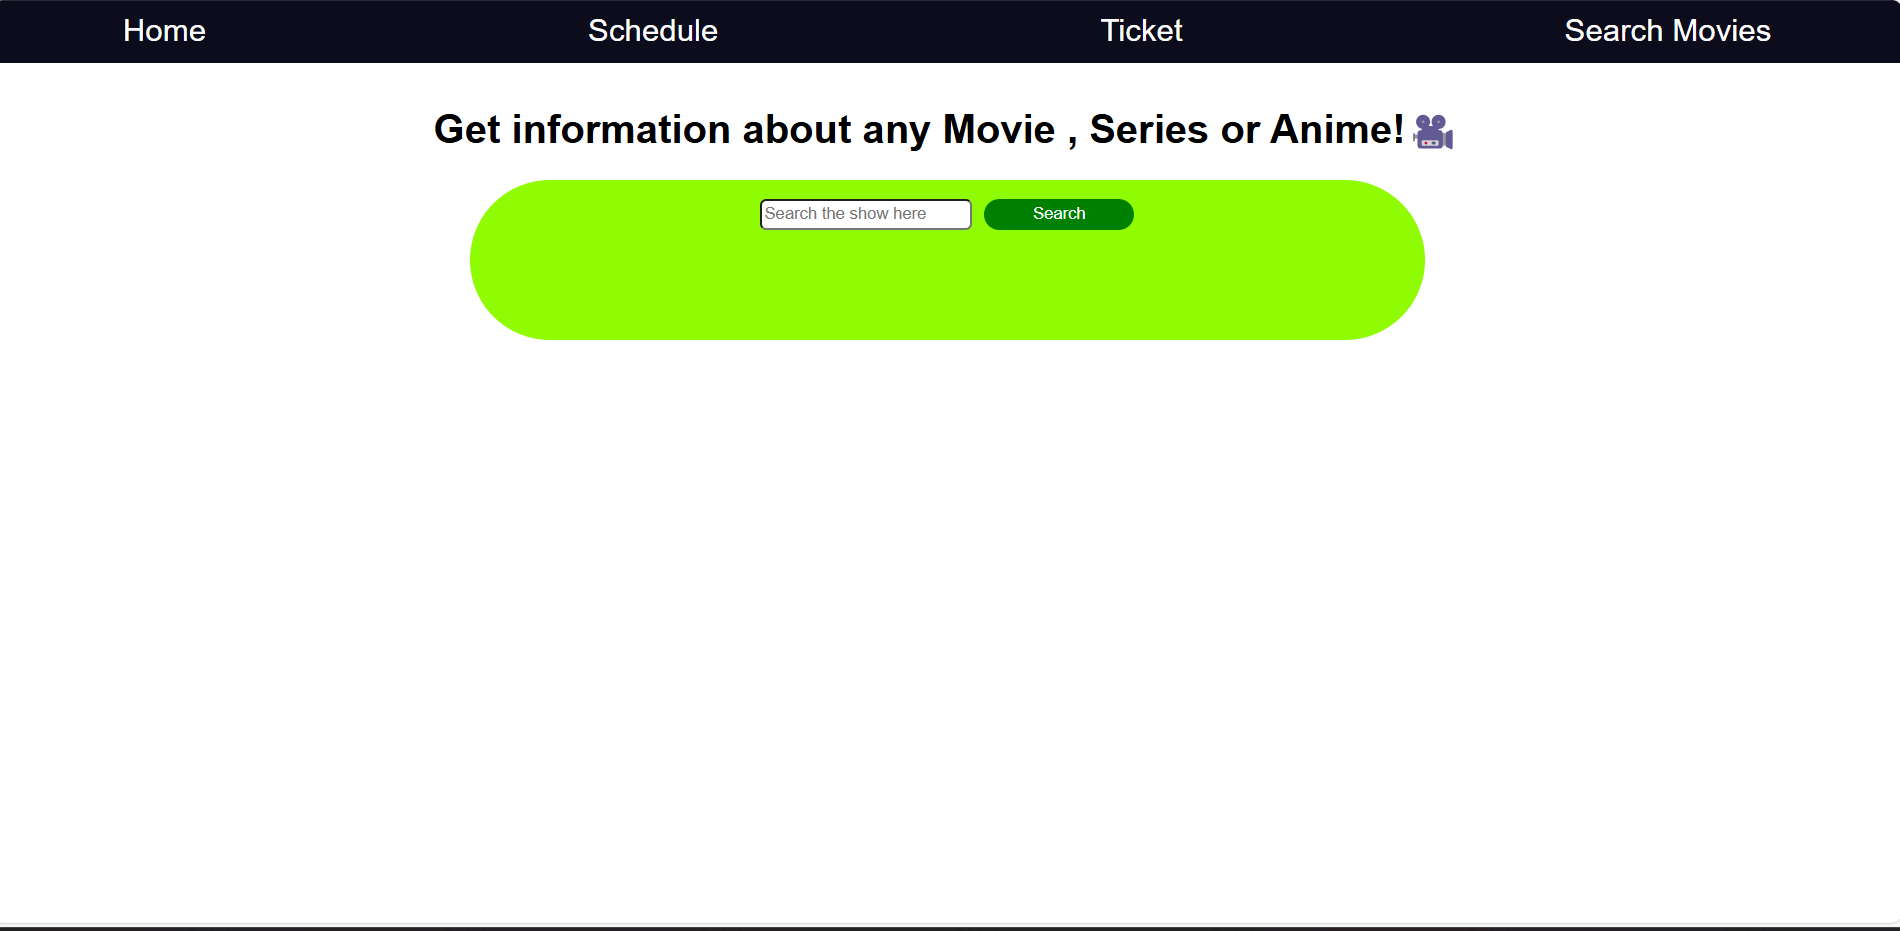 Home Schedule Ticket Search Movies
Get information about any Movie , Series or Anime!🎥
Search the show here Search